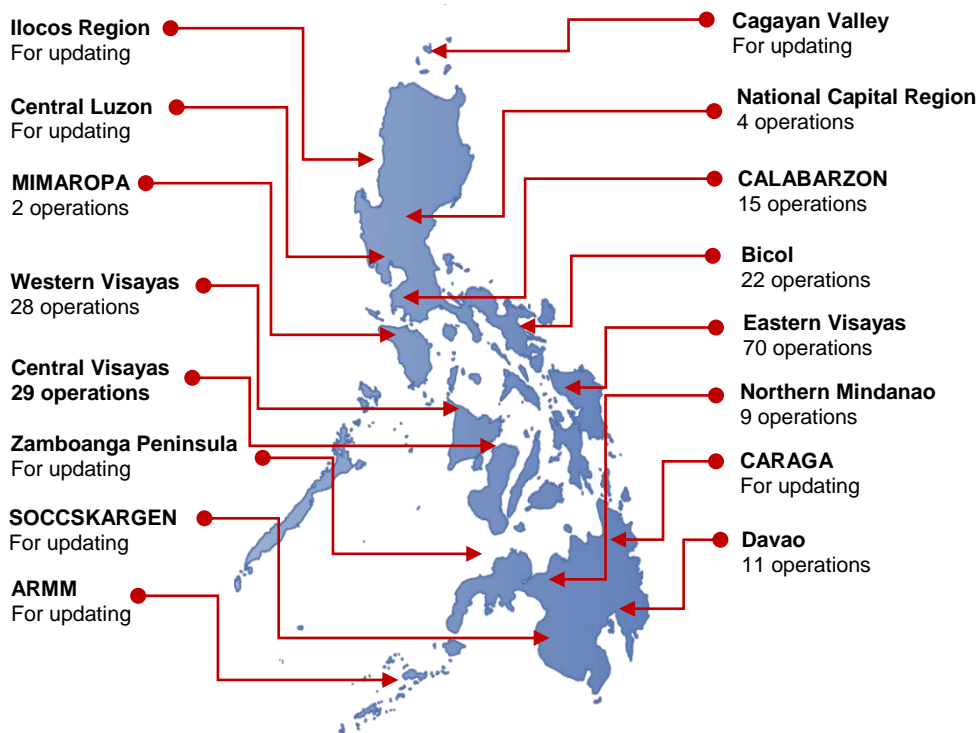 Ilocos Region
For updating
Central Luzon
For updating
MIMAROPA
2 operations
Western Visayas
28 operations
Central Visayas
29 operations
Zamboanga Peninsula
For updating
SOCCSKARGEN
For updating
ARMM
For updating
Cagayan Valley
For updating
National Capital Region
4 operations
CALABARZON
15 operations
Bicol
22 operations
Eastern Visayas
70 operations
Northern Mindanao
9 operations
CARAGA
For updating
Davao
11 operations